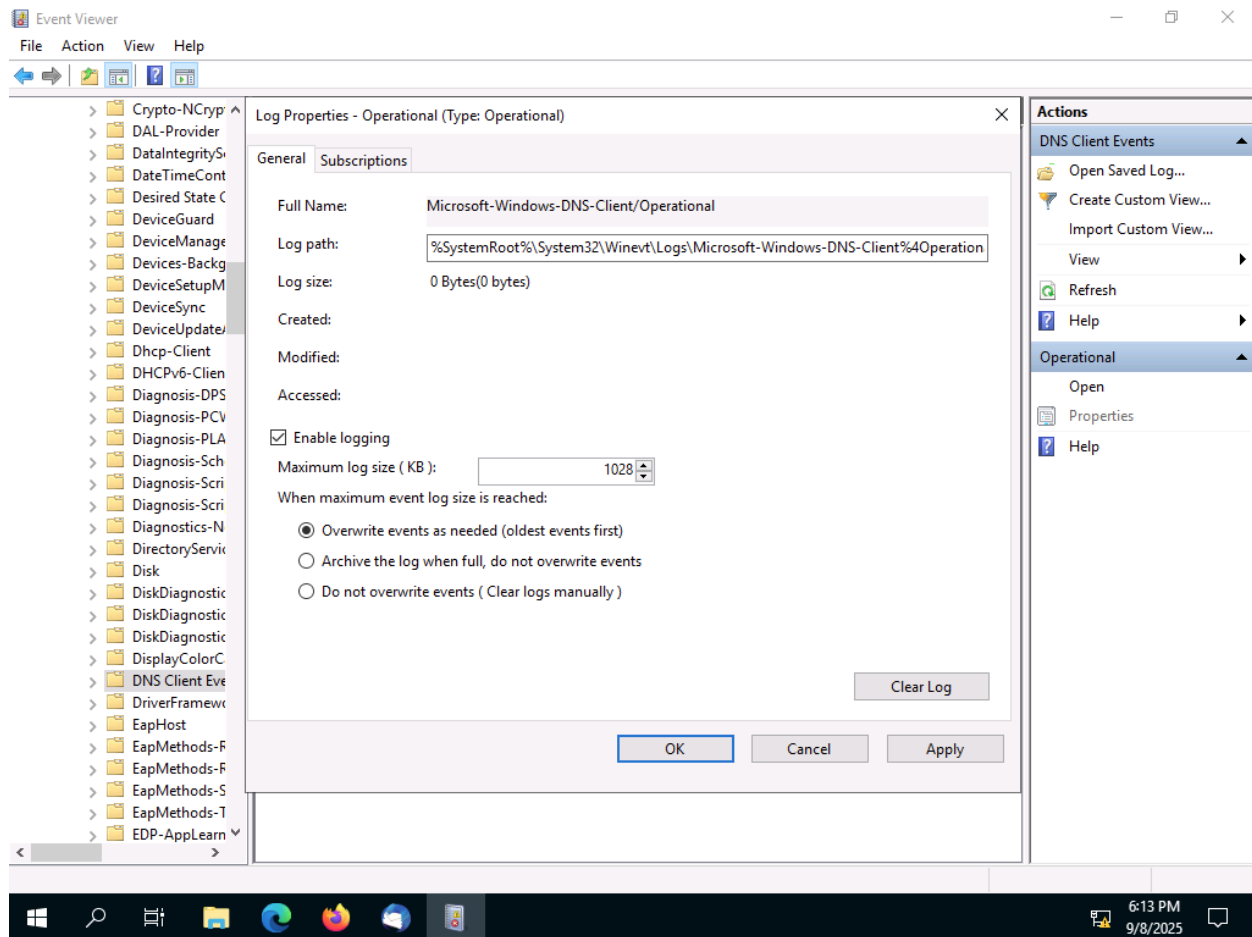 Event Viewer
File Action View Help
Crypto-NCryp
DAL-Provider
DataIntegritySe
DateTimeCont
Desired State C
DeviceGuard
DeviceManage
Devices-Backg
DeviceSetupM
DeviceSync
DeviceUpdateA
Dhcp-Client
DHCPv6-Clien
Diagnosis-DPS
Diagnosis-PCW
Diagnosis-PLA
Diagnosis-Sch
Diagnosis-Scri
Diagnosis-Scri
Diagnostics-N
DirectoryServic
Disk
DiskDiagnostic
DiskDiagnostic
DiskDiagnostic
DisplayColorC
DNS Client Eve
DriverFramewo
EapHost
EapMethods-R
EapMethods-R
EapMethods-S
EapMethods-T
EDP-AppLearn
Log Properties - Operational (Type: Operational)
General Subscriptions
Full Name: Microsoft-Windows-DNS-Client/Operational
Log path: %SystemRoot%\System32\Winevt\Logs\Microsoft-Windows-DNS-Client%4Operation
Log size: 0 Bytes(0 bytes)
Created:
Modified:
Accessed:
Enable logging
Maximum log size ( KB ): 1028
When maximum event log size is reached:
Overwrite events as needed (oldest events first)
Archive the log when full, do not overwrite events
Do not overwrite events ( Clear logs manually )
Clear Log
OK Cancel Apply
Actions
DNS Client Events
Open Saved Log...
Create Custom View...
Import Custom View...
View
Refresh
Help
Operational
Open
Properties
Help
6:13 PM
9/8/2025